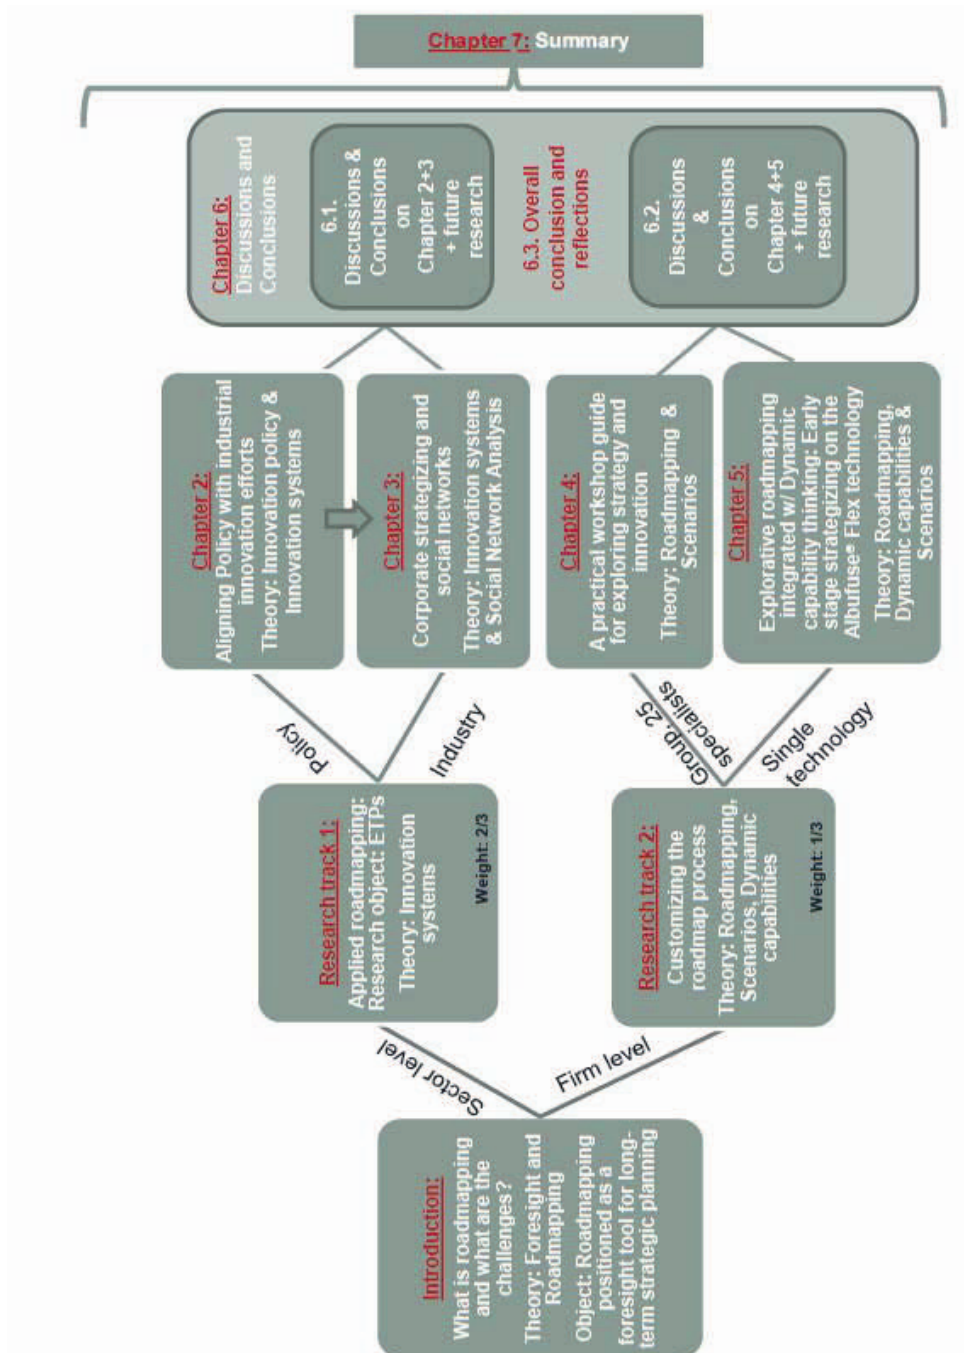 Chapter 7: Summary
Chapter 6:
Discussions and
Conclusions
6.1.
Discussions &
Conclusions
on
Chapter 2+3
+ future
research
6.3. Overall
conclusion and
reflections
6.2.
Discussions
&
Conclusions
on
Chapter 4+5
+ future
research
Chapter 2:
Aligning Policy with industrial
innovation efforts
Theory: Innovation policy &
Innovation systems
Chapter 3:
Corporate strategizing and
social networks
Theory: Innovation systems
& Social Network Analysis
Chapter 4:
A practical workshop guide
for exploring strategy and
innovation
Theory: Roadmapping &
Scenarios
Chapter 5:
Explorative roadmapping
integrated w/ Dynamic
capability thinking: Early
stage strategizing on the
Albufuse® Flex technology
Theory: Roadmapping,
Dynamic capabilities &
Scenarios
Policy
Industry
Group, 25
specialists
Single
technology
Research track 1:
Applied roadmapping:
Research object: ETPs
Theory: Innovation
systems
Weight: 2/3
Research track 2:
Customizing the
roadmap process
Theory: Roadmapping,
Scenarios, Dynamic
capabilities
Weight: 1/3
Sector level
Firm level
Introduction:
What is roadmapping
and what are the
challenges?
Theory: Foresight and
Roadmapping
Object: Roadmapping
positioned as a
foresight tool for long-
term strategic planning